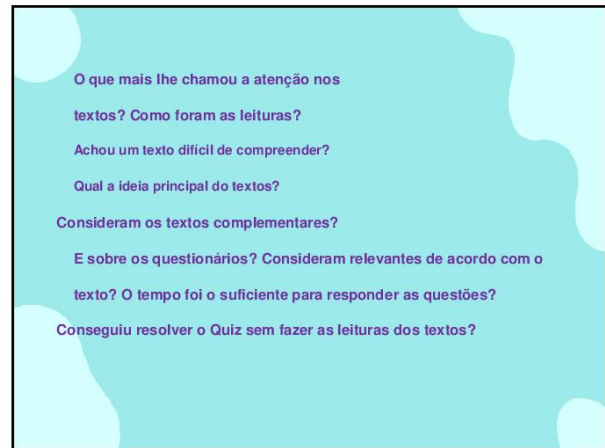 O que mais lhe chamou a atenção nos
textos? Como foram as leituras?
Achou um texto difícil de compreender?
Qual a ideia principal do textos?
Consideram os textos complementares?
E sobre os questionários? Consideram relevantes de acordo com o
texto? O tempo foi o suficiente para responder as questões?
Conseguiu resolver o Quiz sem fazer as leituras dos textos?